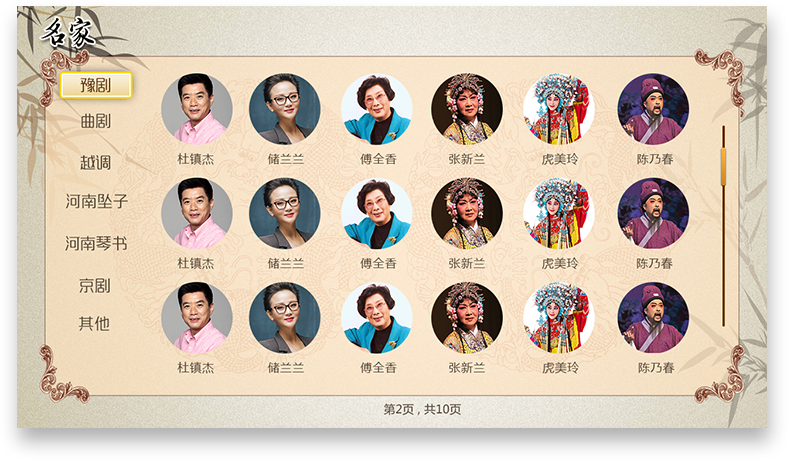 名家
豫剧
曲剧
越调
河南坠子
河南琴书
京剧
其他
杜镇杰 储兰兰 傅全香 张新兰 虎美玲 陈乃春
杜镇杰 储兰兰 傅全香 张新兰 虎美玲 陈乃春
杜镇杰 储兰兰 傅全香 张新兰 虎美玲 陈乃春
第2页 , 共10页